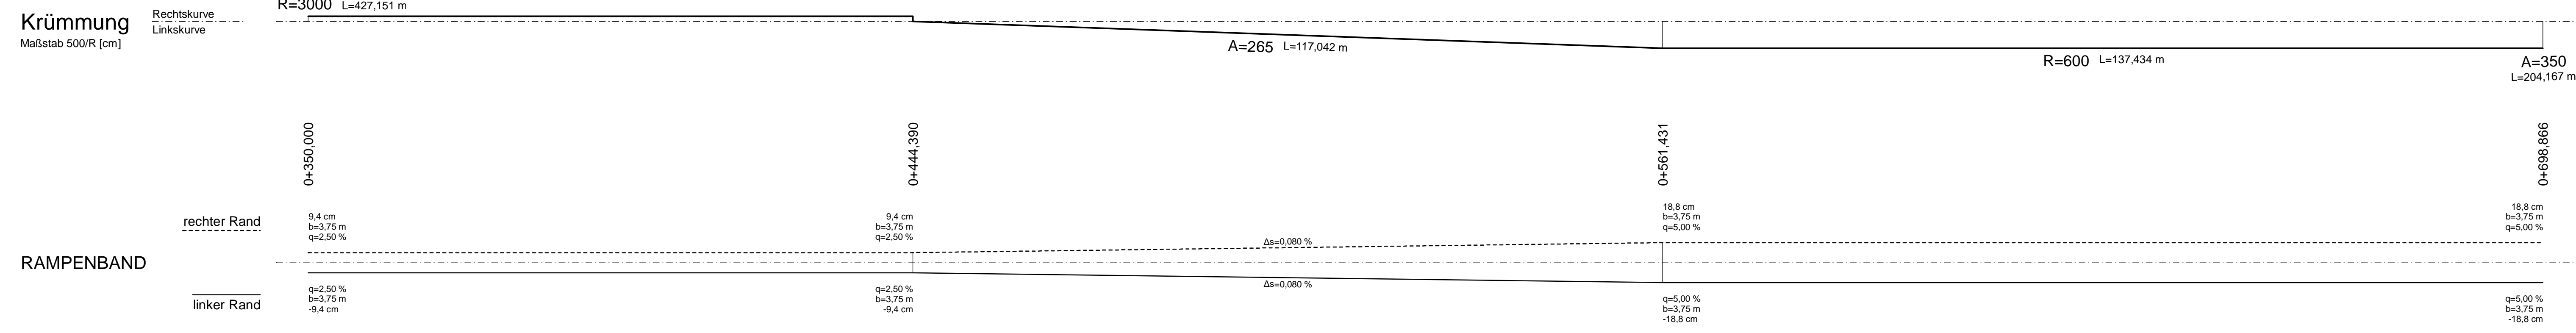 R=3000 L=427,151 m
Krümmung
Maßstab 500/R [cm]
Rechtskurve
Linkskurve
A=265 L=117,042 m
R=600 L=137,434 m
A=350
L=204,167 m
0+350,000
0+444,390
0+561,431
0+698,866
rechter Rand
9,4 cm
b=3,75 m
q=2,50 %
9,4 cm
b=3,75 m
q=2,50 %
Δs=0,080 %
18,8 cm
b=3,75 m
q=5,00 %
18,8 cm
b=3,75 m
q=5,00 %
RAMPENBAND
linker Rand
q=2,50 %
b=3,75 m
-9,4 cm
q=2,50 %
b=3,75 m
-9,4 cm
Δs=0,080 %
q=5,00 %
b=3,75 m
-18,8 cm
q=5,00 %
b=3,75 m
-18,8 cm